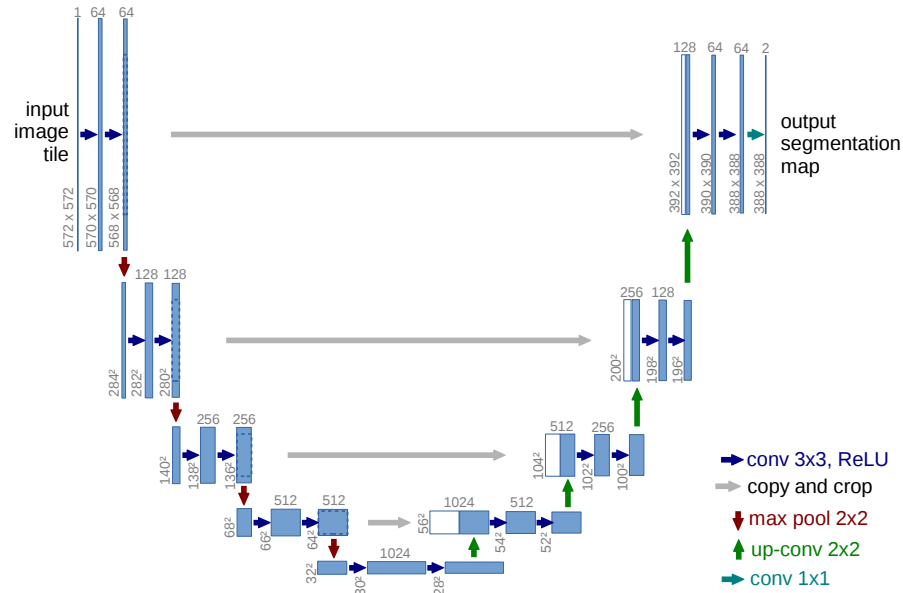 1 64 64
input
image
tile
572 x 572
570 x 570
568 x 568
128 64 64 2
output
segmentation
map
392 x 392
390 x 390
388 x 388
388 x 388
128 128
284²
282²
280²
256 128
200²
198²
196²
256 256
140²
138²
136²
512 256
104²
102²
100²
512 512
68²
66²
64²
1024 512
56²
54²
52²
1024
32²
30²
28²
conv 3x3, ReLU
copy and crop
max pool 2x2
up-conv 2x2
conv 1x1